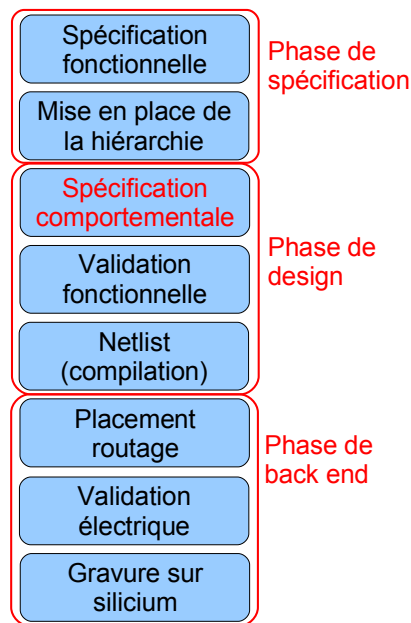 Spécification
fonctionnelle
Mise en place de
la hiérarchie
Phase de
spécification
Spécification
comportementale
Validation
fonctionnelle
Netlist
(compilation)
Phase de
design
Placement
routage
Validation
électrique
Gravure sur
silicium
Phase de
back end